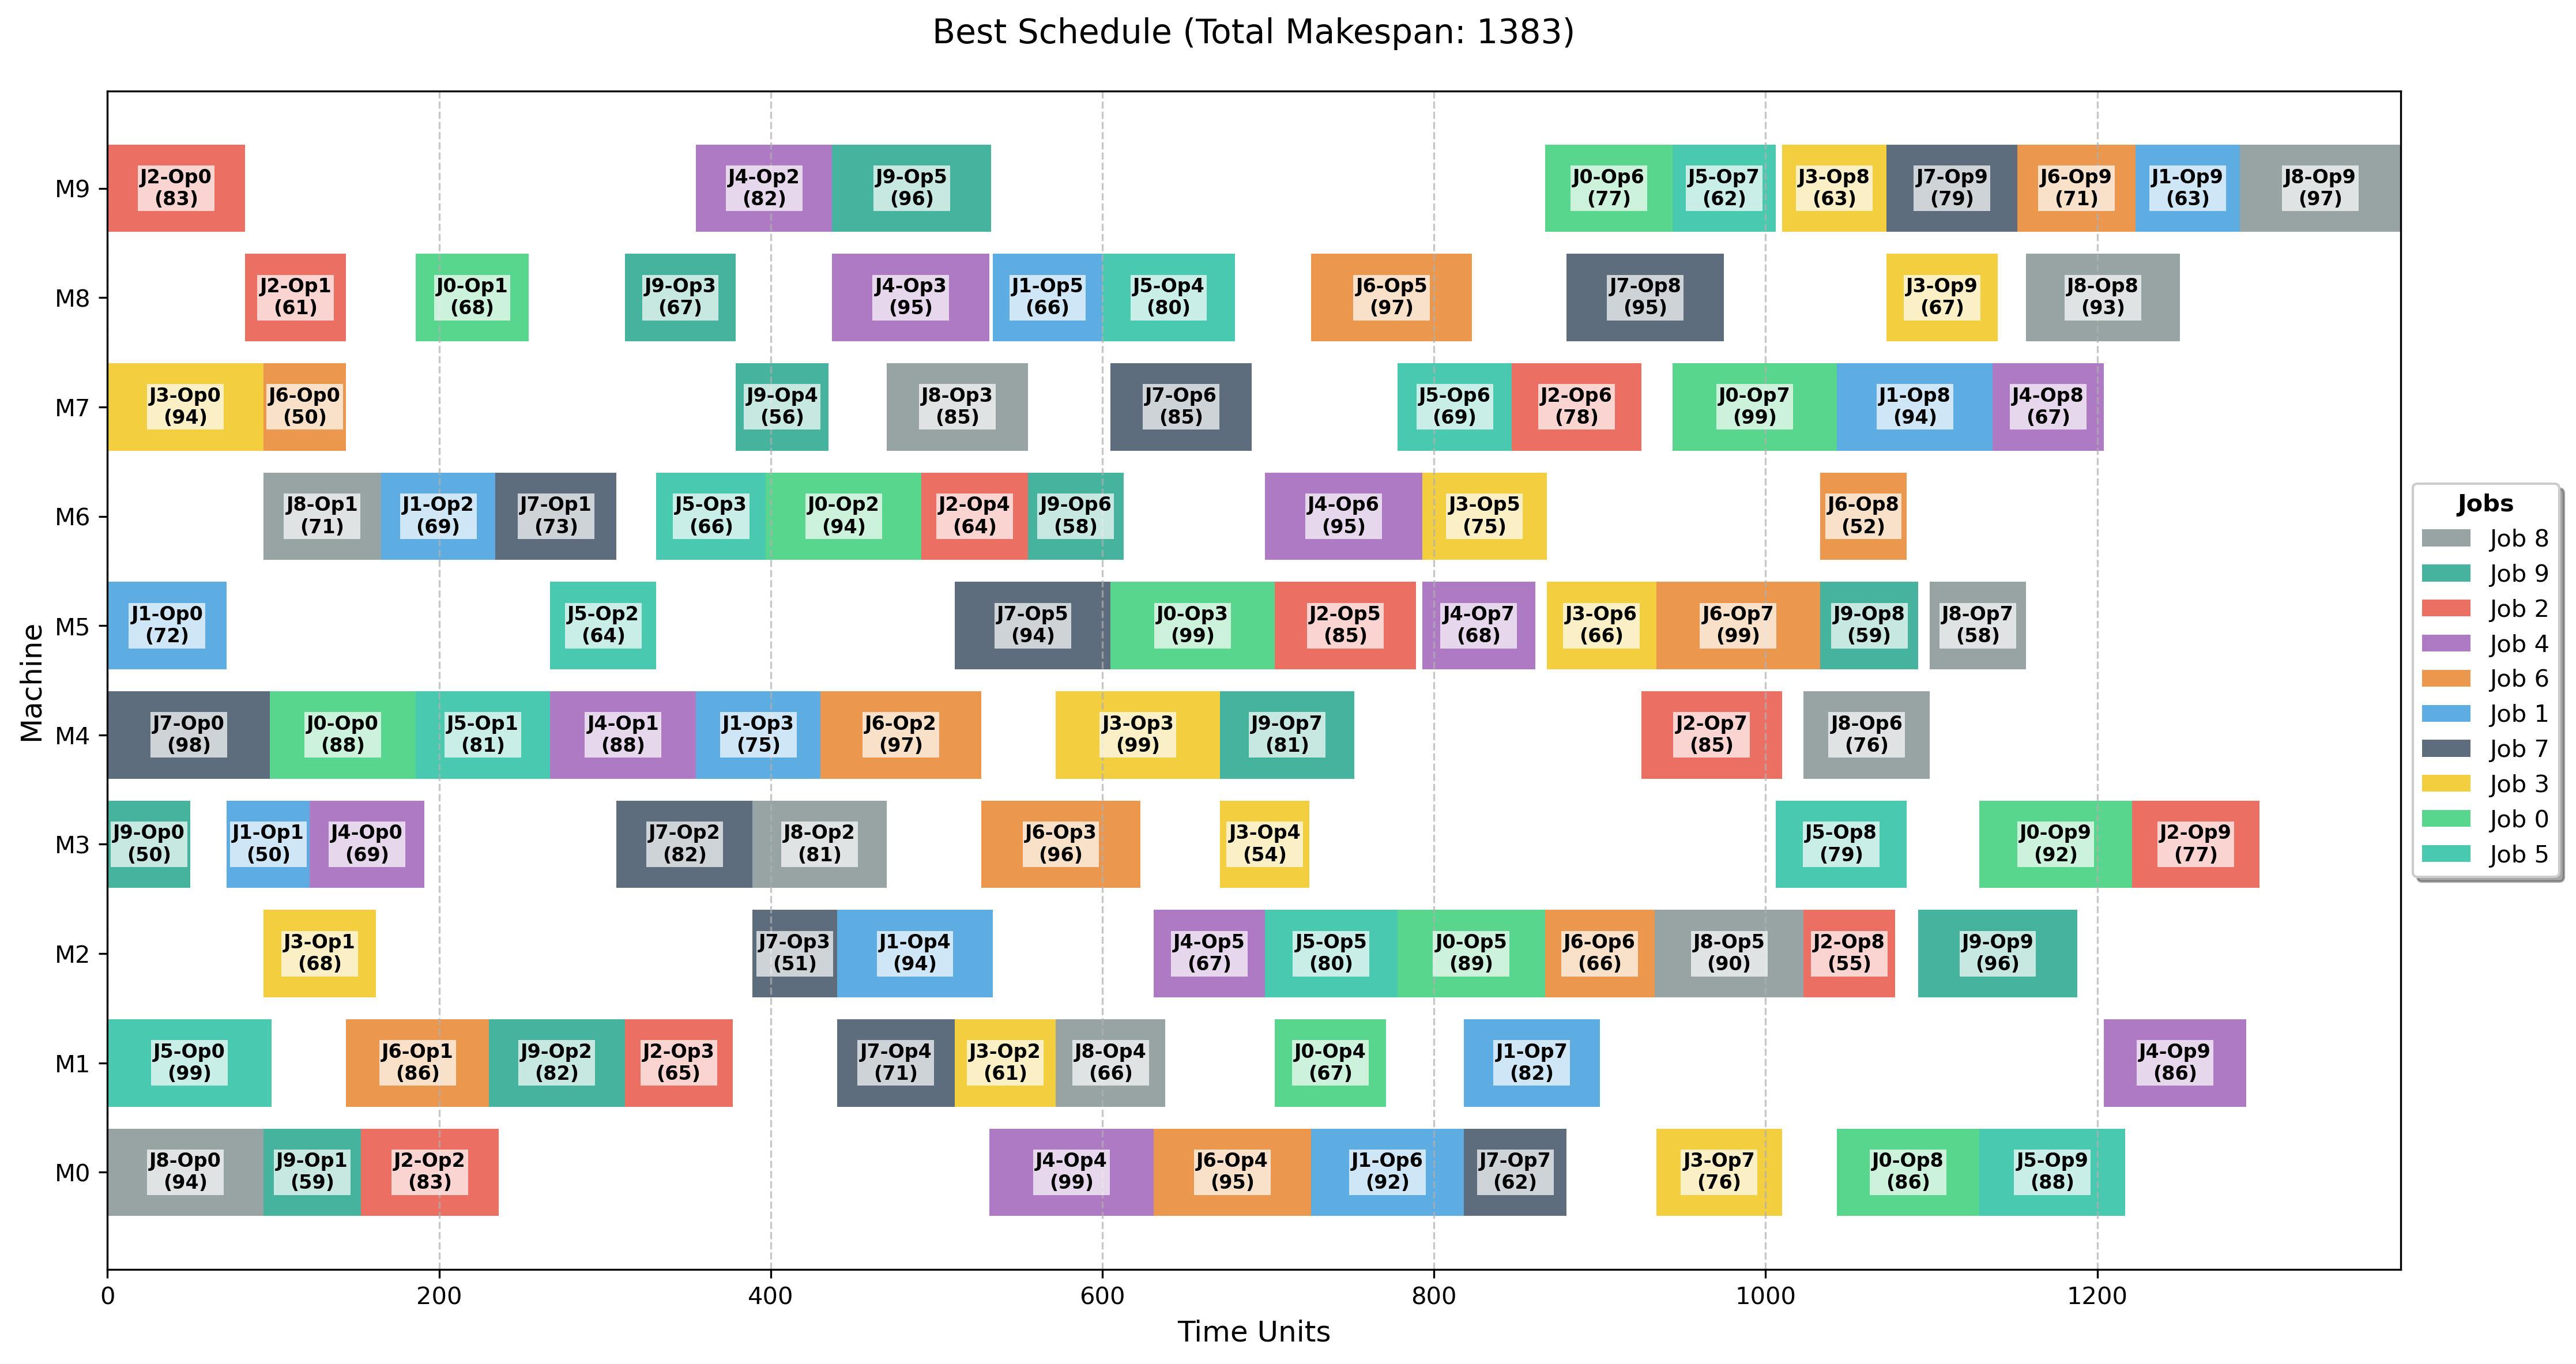 Best Schedule (Total Makespan: 1383)
Machine
M9
J2-Op0
(83)
J4-Op2
(82)
J9-Op5
(96)
J0-Op6
(77)
J5-Op7
(62)
J3-Op8
(63)
J7-Op9
(79)
J6-Op9
(71)
J1-Op9
(63)
J8-Op9
(97)
M8
J2-Op1
(61)
J0-Op1
(68)
J9-Op3
(67)
J4-Op3
(95)
J1-Op5
(66)
J5-Op4
(80)
J6-Op5
(97)
J7-Op8
(95)
J3-Op9
(67)
J8-Op8
(93)
M7
J3-Op0
(94)
J6-Op0
(50)
J9-Op4
(56)
J8-Op3
(85)
J7-Op6
(85)
J5-Op6
(69)
J2-Op6
(78)
J0-Op7
(99)
J1-Op8
(94)
J4-Op8
(67)
M6
J8-Op1
(71)
J1-Op2
(69)
J7-Op1
(73)
J5-Op3
(66)
J0-Op2
(94)
J2-Op4
(64)
J9-Op6
(58)
J4-Op6
(95)
J3-Op5
(75)
J6-Op8
(52)
M5
J1-Op0
(72)
J5-Op2
(64)
J7-Op5
(94)
J0-Op3
(99)
J2-Op5
(85)
J4-Op7
(68)
J3-Op6
(66)
J6-Op7
(99)
J9-Op8
(59)
J8-Op7
(58)
M4
J7-Op0
(98)
J0-Op0
(88)
J5-Op1
(81)
J4-Op1
(88)
J1-Op3
(75)
J6-Op2
(97)
J3-Op3
(99)
J9-Op7
(81)
J2-Op7
(85)
J8-Op6
(76)
M3
J9-Op0
(50)
J1-Op1
(50)
J4-Op0
(69)
J7-Op2
(82)
J8-Op2
(81)
J6-Op3
(96)
J3-Op4
(54)
J5-Op8
(79)
J0-Op9
(92)
J2-Op9
(77)
M2
J3-Op1
(68)
J7-Op3
(51)
J1-Op4
(94)
J4-Op5
(67)
J5-Op5
(80)
J0-Op5
(89)
J6-Op6
(66)
J8-Op5
(90)
J2-Op8
(55)
J9-Op9
(96)
M1
J5-Op0
(99)
J6-Op1
(86)
J9-Op2
(82)
J2-Op3
(65)
J7-Op4
(71)
J3-Op2
(61)
J8-Op4
(66)
J0-Op4
(67)
J1-Op7
(82)
J4-Op9
(86)
M0
J8-Op0
(94)
J9-Op1
(59)
J2-Op2
(83)
J4-Op4
(99)
J6-Op4
(95)
J1-Op6
(92)
J7-Op7
(62)
J3-Op7
(76)
J0-Op8
(86)
J5-Op9
(88)
0 200 400 600 800 1000 1200
Time Units
Jobs
Job 8
Job 9
Job 2
Job 4
Job 6
Job 1
Job 7
Job 3
Job 0
Job 5